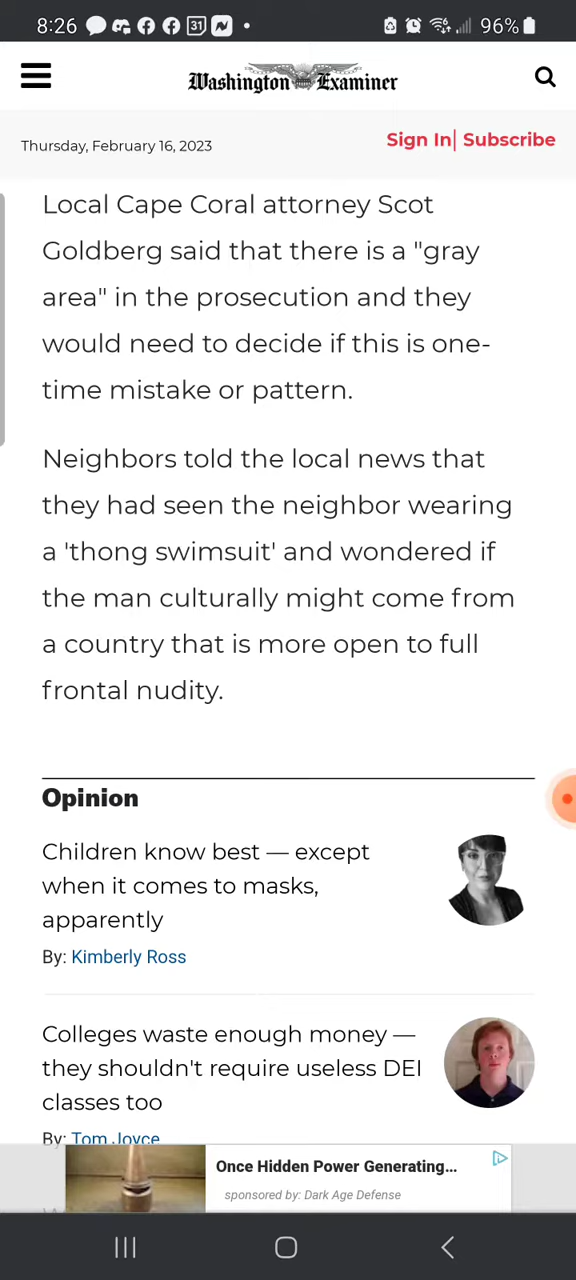 8:26 31 96%
Washington Examiner
Thursday, February 16, 2023
Sign In| Subscribe
Local Cape Coral attorney Scot
Goldberg said that there is a "gray
area" in the prosecution and they
would need to decide if this is one-
time mistake or pattern.
Neighbors told the local news that
they had seen the neighbor wearing
a 'thong swimsuit' and wondered if
the man culturally might come from
a country that is more open to full
frontal nudity.
Opinion
Children know best — except
when it comes to masks,
apparently
By: Kimberly Ross
Colleges waste enough money —
they shouldn't require useless DEI
classes too
By: Tom Joyce
Once Hidden Power Generating...
sponsored by: Dark Age Defense